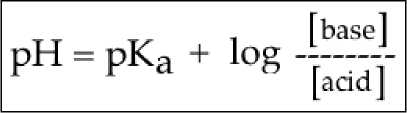 pH = pKa + log [base]
--------
[acid]